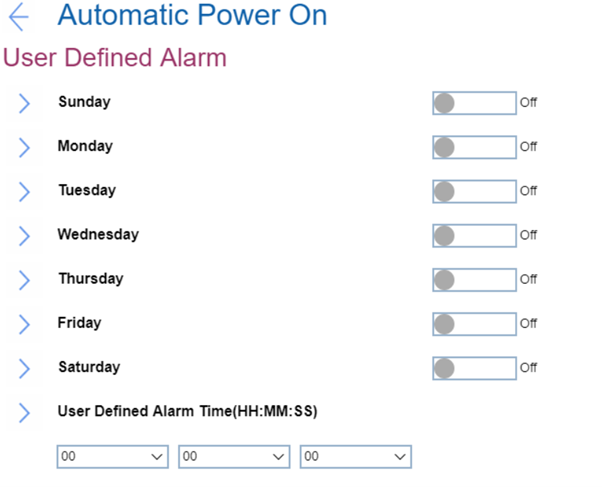 Automatic Power On
User Defined Alarm
Sunday Off
Monday Off
Tuesday Off
Wednesday Off
Thursday Off
Friday Off
Saturday Off
User Defined Alarm Time(HH:MM:SS)
00 00 00